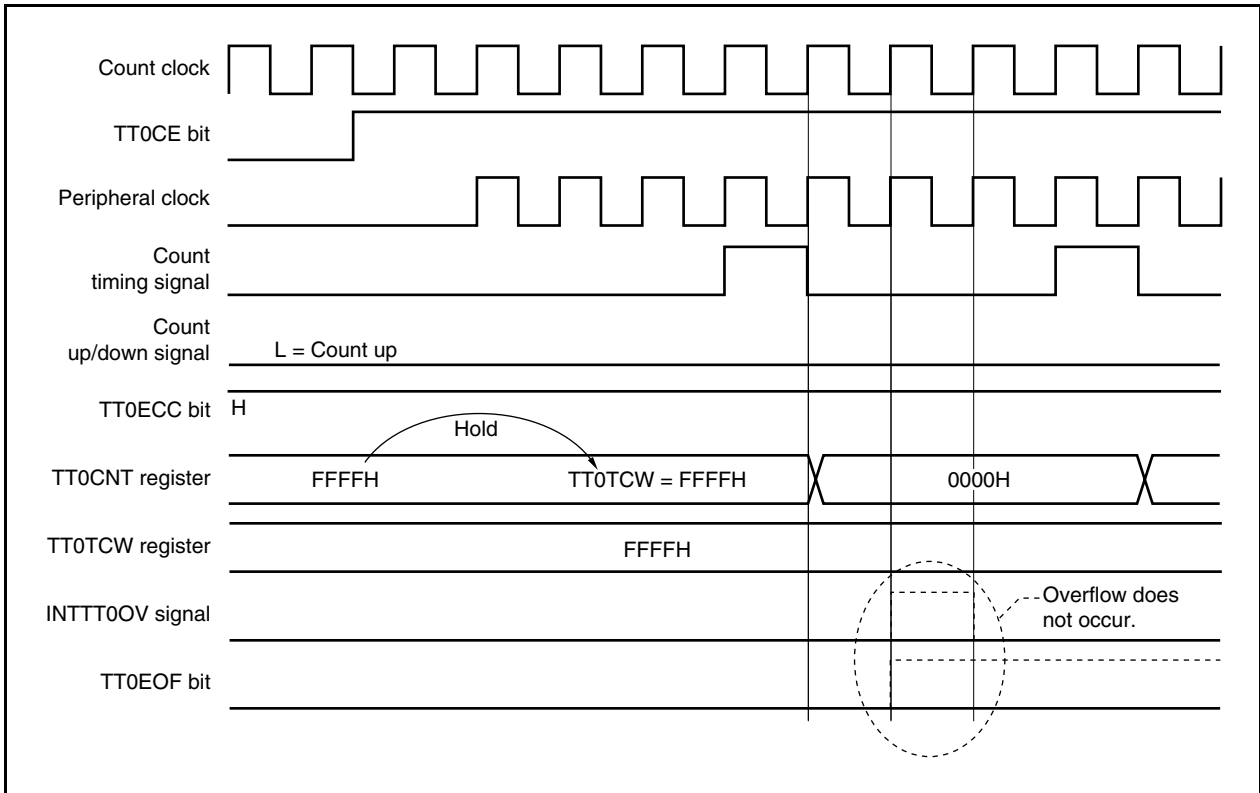 Count clock
TT0CE bit
Peripheral clock
Count
timing signal
Count
up/down signal
L = Count up
TT0ECC bit
H
Hold
TT0CNT register
FFFFH
TT0TCW = FFFFH
0000H
TT0TCW register
FFFFH
INTTT0OV signal
Overflow does
not occur.
TT0EOF bit